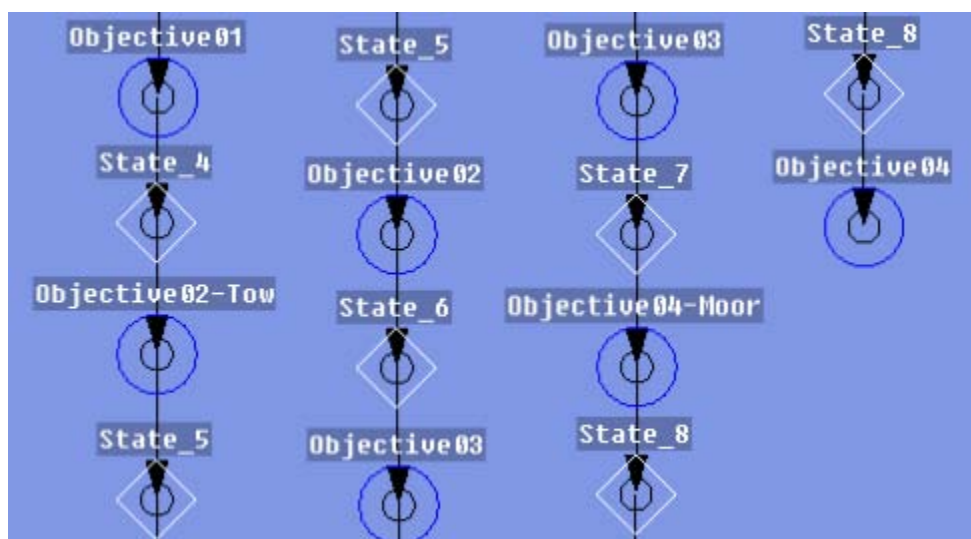 Objective01
State_4
Objective02-Tow
State_5
State_5
Objective02
State_6
Objective03
Objective03
State_7
Objective04-Moor
State_8
State_8
Objective04